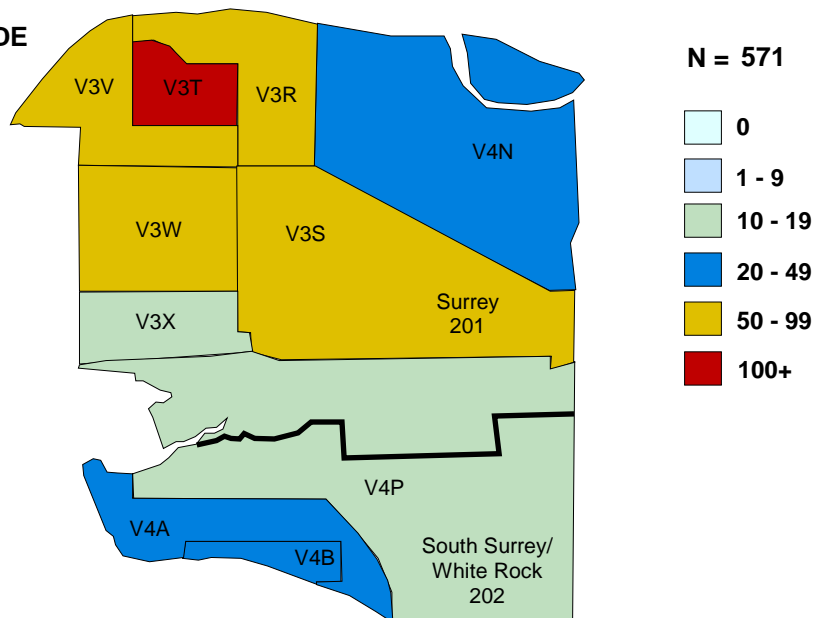 DE
V3V
V3T
V3R
V4N
V3W
V3S
V3X
Surrey
201
V4P
V4A
V4B
South Surrey/
White Rock
202
N = 571
0
1 - 9
10 - 19
20 - 49
50 - 99
100+